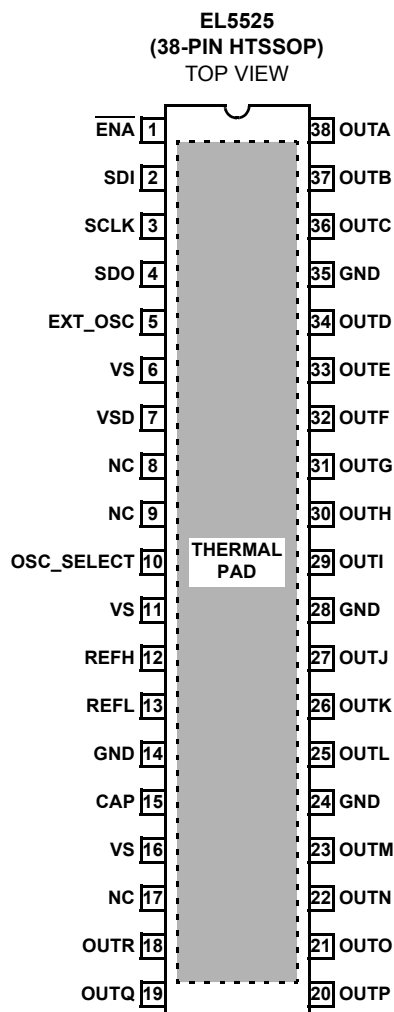 EL5525
(38-PIN HTSSOP)
TOP VIEW
ENA 1 38 OUTA
SDI 2 37 OUTB
SCLK 3 36 OUTC
SDO 4 35 GND
EXT_OSC 5 34 OUTD
VS 6 33 OUTE
VSD 7 32 OUTF
NC 8 31 OUTG
NC 9 30 OUTH
OSC_SELECT 10 29 OUTI
THERMAL
PAD
VS 11 28 GND
REFH 12 27 OUTJ
REFL 13 26 OUTK
GND 14 25 OUTL
CAP 15 24 GND
VS 16 23 OUTM
NC 17 22 OUTN
OUTR 18 21 OUTO
OUTQ 19 20 OUTP